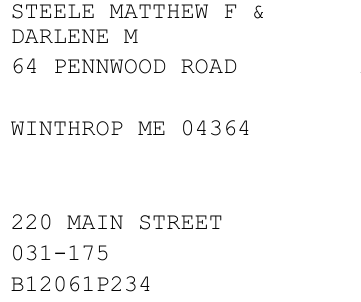 STEELE MATTHEW F &
DARLENE M
64 PENNWOOD ROAD
WINTHROP ME 04364
220 MAIN STREET
031-175
B12061P234